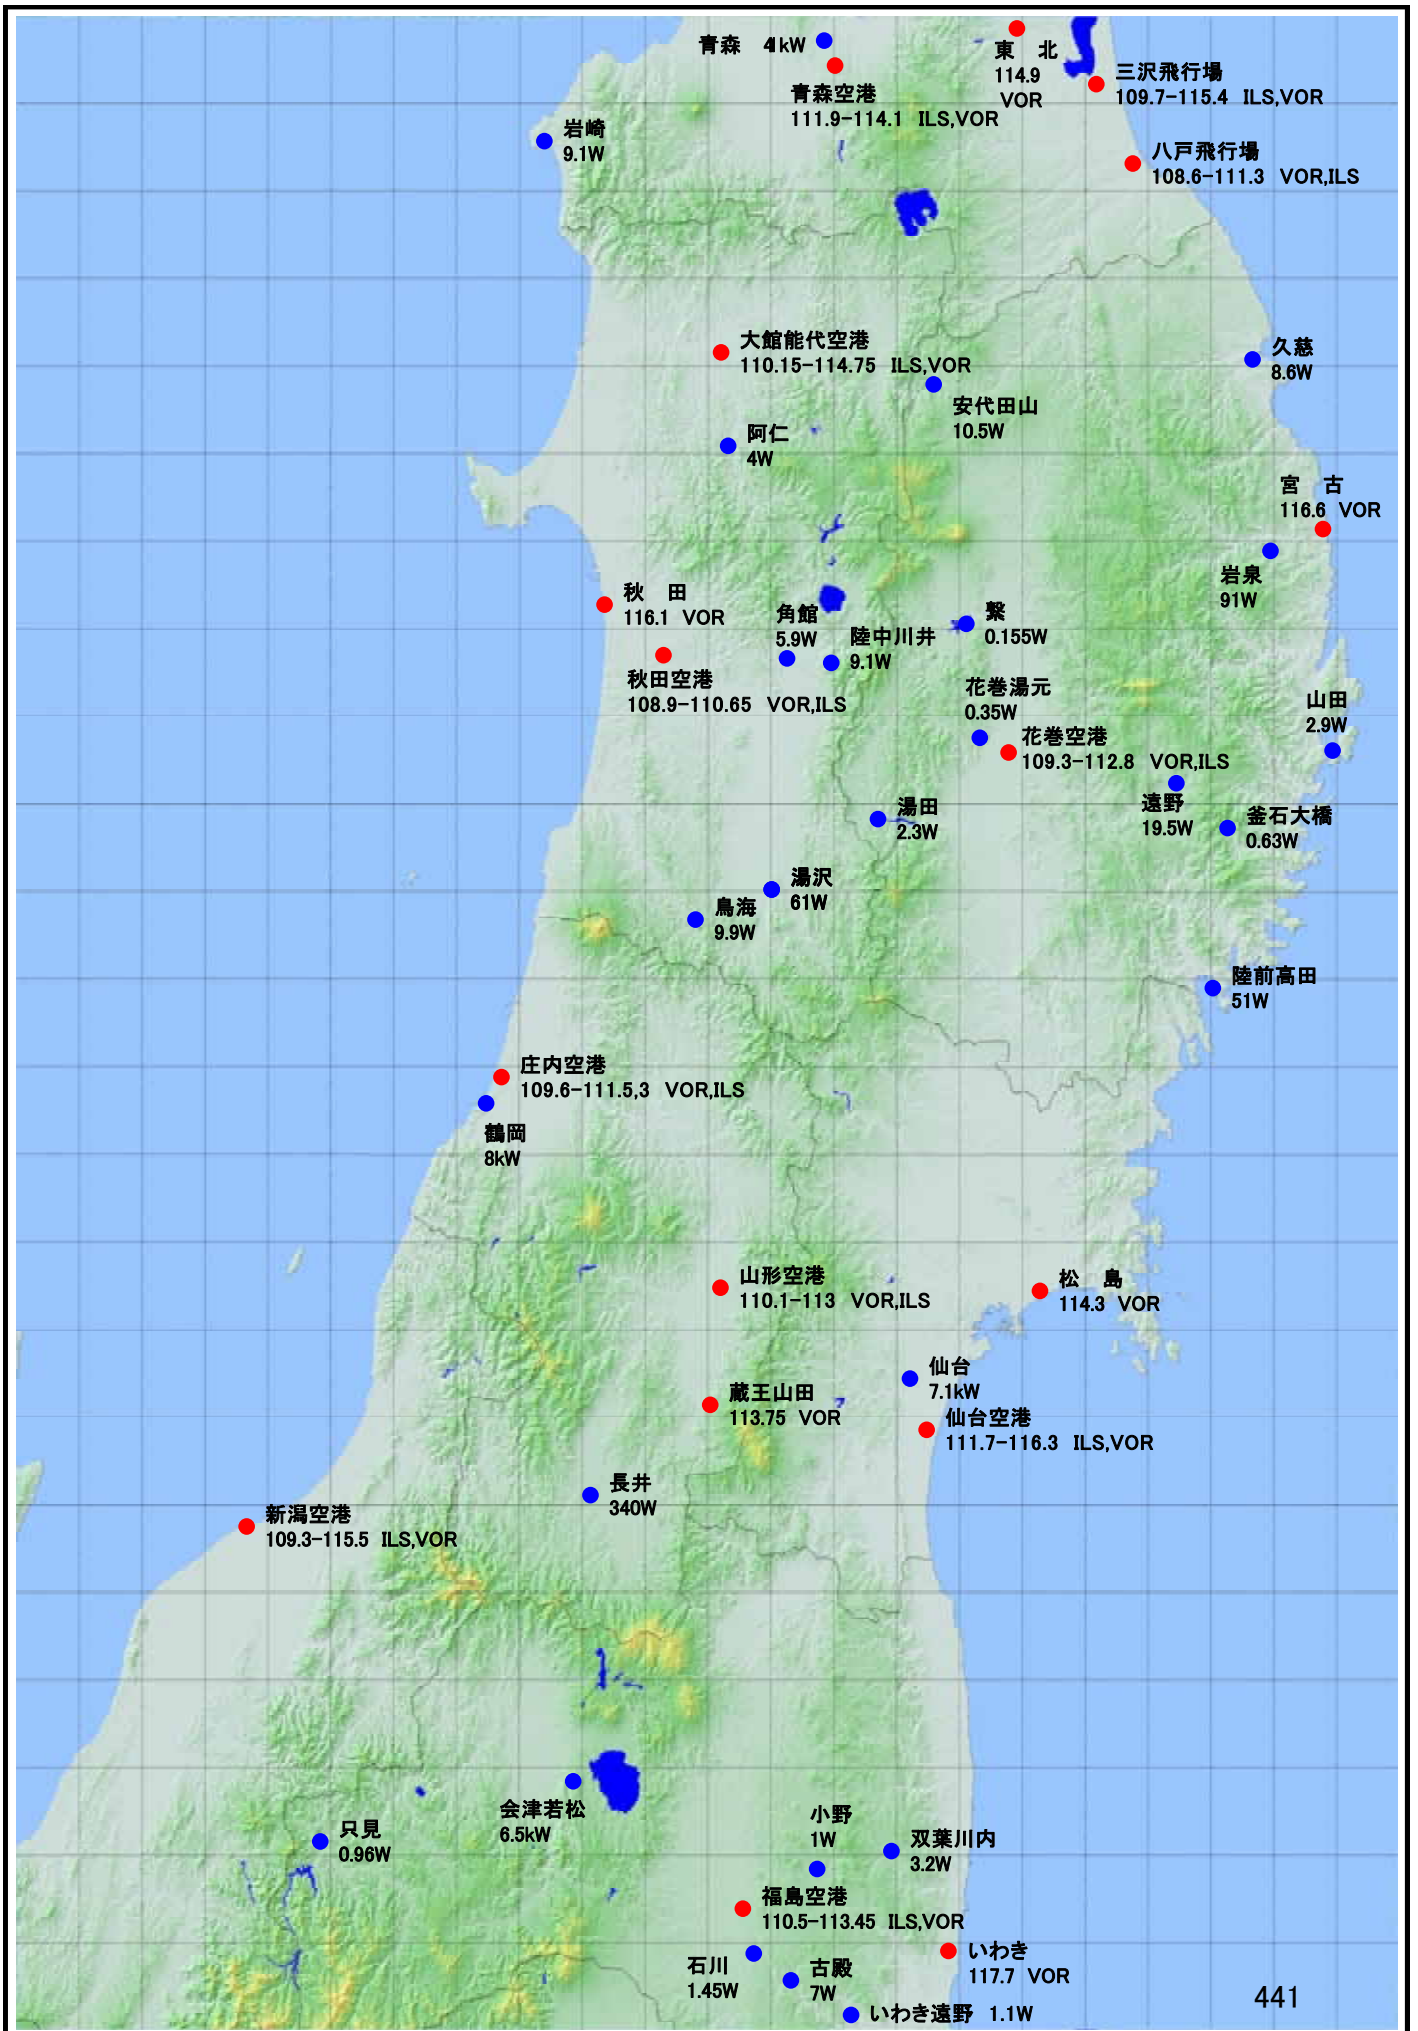 青森　41kW
東　北
114.9
VOR
三沢飛行場
109.7-115.4 ILS,VOR
青森空港
111.9-114.1 ILS,VOR
岩崎
9.1W
八戸飛行場
108.6-111.3 VOR,ILS
大館能代空港
110.15-114.75 ILS,VOR
久慈
8.6W
安代田山
10.5W
阿仁
4W
宮　古
116.6 VOR
岩泉
91W
秋　田
116.1 VOR
角館
5.9W
陸中川井
9.1W
繋
0.155W
秋田空港
108.9-110.65 VOR,ILS
花巻湯元
0.35W
山田
2.9W
花巻空港
109.3-112.8 VOR,ILS
遠野
19.5W
釜石大橋
0.63W
湯田
2.3W
湯沢
61W
鳥海
9.9W
陸前高田
51W
庄内空港
109.6-111.5,3 VOR,ILS
鶴岡
8kW
山形空港
110.1-113 VOR,ILS
松　島
114.3 VOR
仙台
7.1kW
蔵王山田
113.75 VOR
仙台空港
111.7-116.3 ILS,VOR
長井
340W
新潟空港
109.3-115.5 ILS,VOR
会津若松
6.5kW
只見
0.96W
小野
1W
双葉川内
3.2W
福島空港
110.5-113.45 ILS,VOR
いわき
117.7 VOR
石川
1.45W
古殿
7W
いわき遠野 1.1W
441